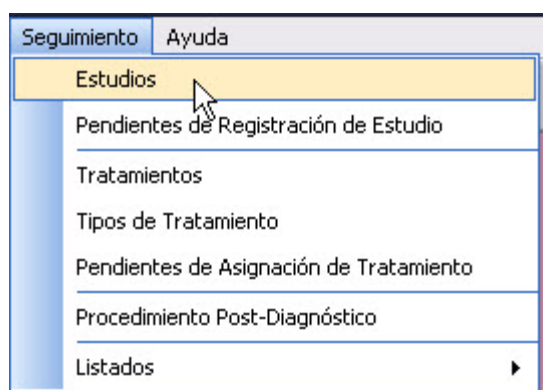 Seguimiento Ayuda
Estudios
Pendientes de Registración de Estudio
Tratamientos
Tipos de Tratamiento
Pendientes de Asignación de Tratamiento
Procedimiento Post-Diagnóstico
Listados